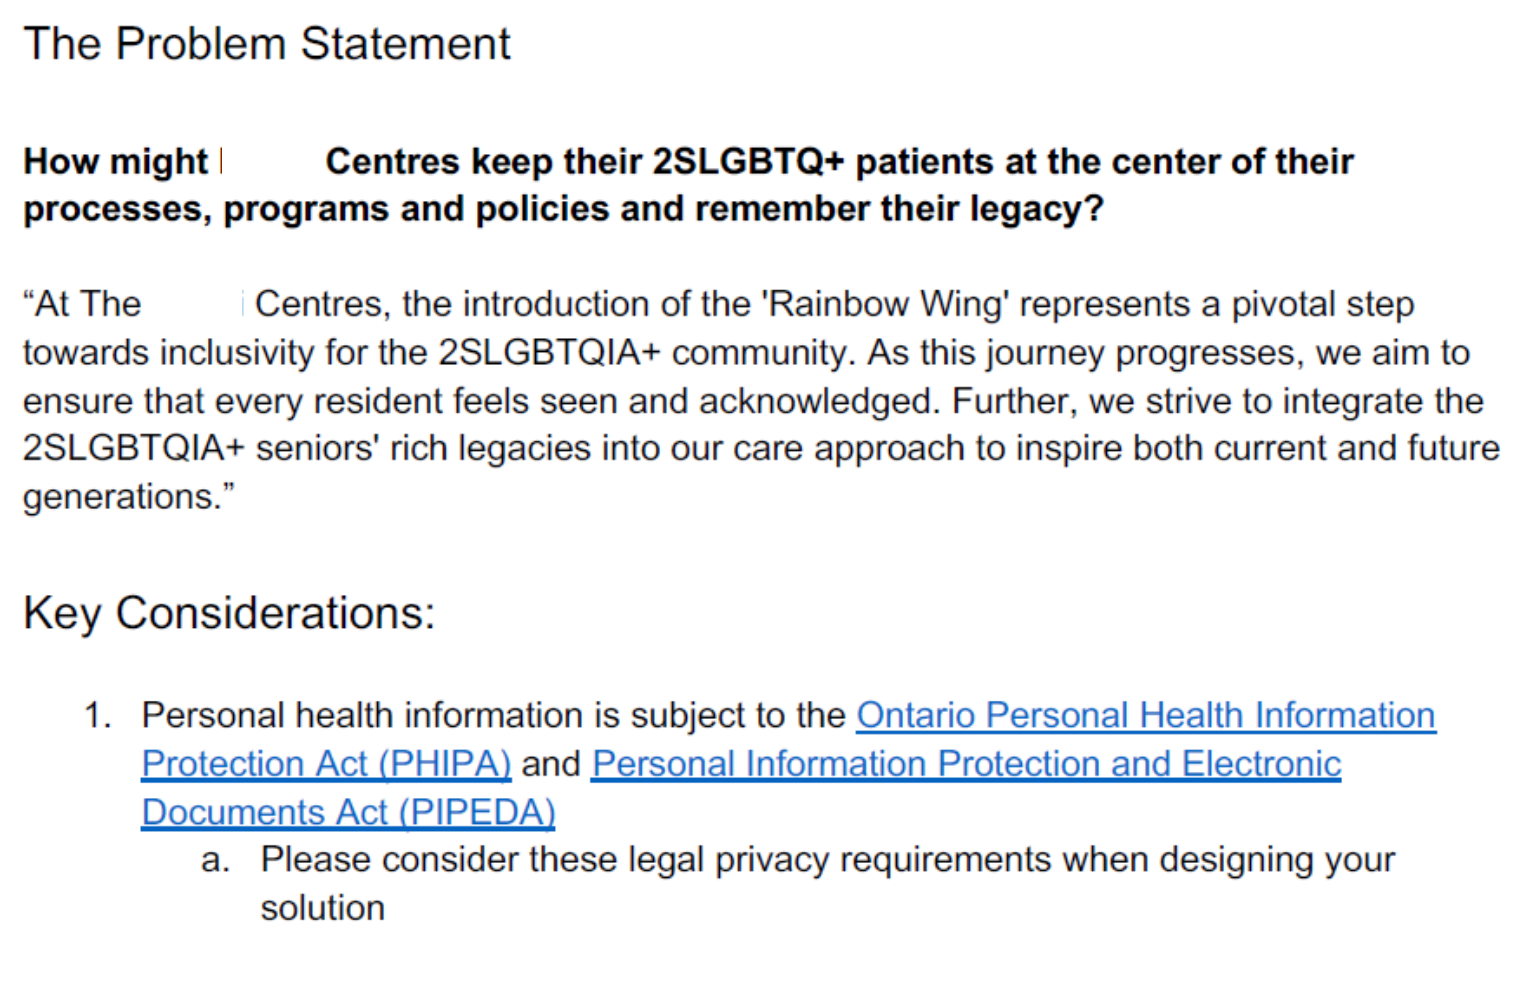 The Problem Statement
How might Centres keep their 2SLGBTQ+ patients at the center of their
processes, programs and policies and remember their legacy?
“At The Centres, the introduction of the 'Rainbow Wing' represents a pivotal step
towards inclusivity for the 2SLGBTQIA+ community. As this journey progresses, we aim to
ensure that every resident feels seen and acknowledged. Further, we strive to integrate the
2SLGBTQIA+ seniors' rich legacies into our care approach to inspire both current and future
generations.”
Key Considerations:
1. Personal health information is subject to the Ontario Personal Health Information
Protection Act (PHIPA) and Personal Information Protection and Electronic
Documents Act (PIPEDA)
a. Please consider these legal privacy requirements when designing your
solution